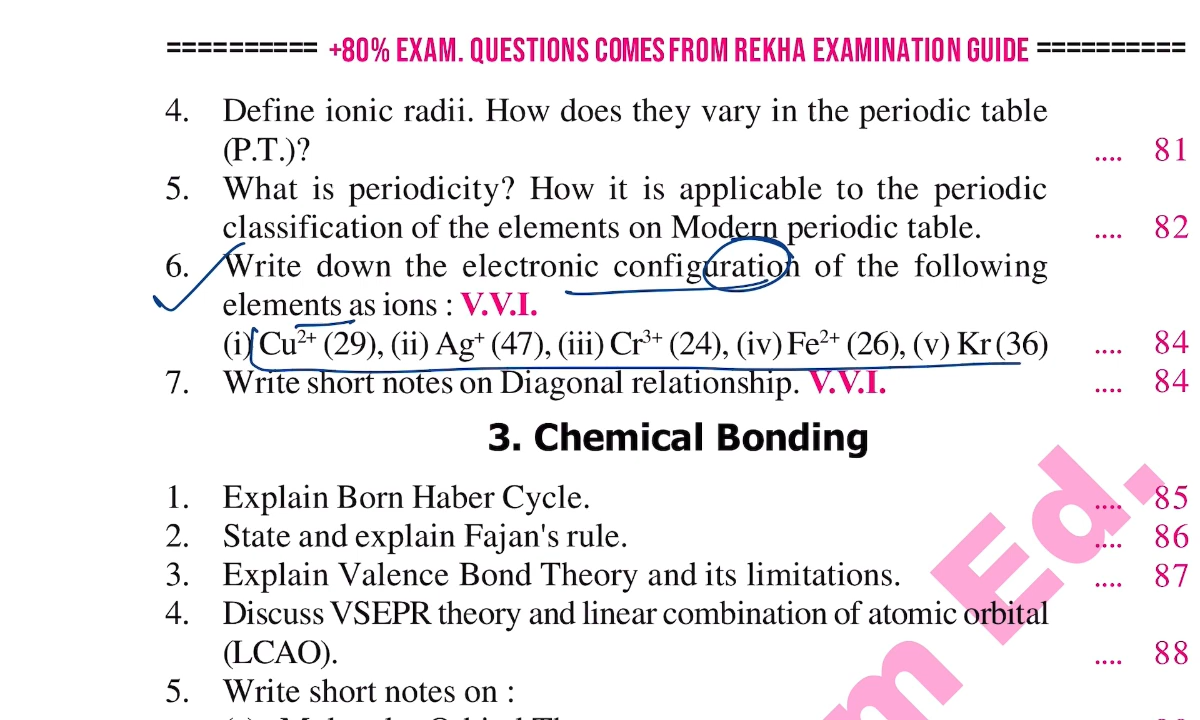 ========== +80% EXAM. QUESTIONS COMES FROM REKHA EXAMINATION GUIDE ==========
4. Define ionic radii. How does they vary in the periodic table
(P.T.)? .... 81
5. What is periodicity? How it is applicable to the periodic
classification of the elements on Modern periodic table. .... 82
6. Write down the electronic configuration of the following
elements as ions : V.V.I.
(i) Cu²⁺ (29), (ii) Ag⁺ (47), (iii) Cr³⁺ (24), (iv) Fe²⁺ (26), (v) Kr (36) .... 84
7. Write short notes on Diagonal relationship. V.V.I. .... 84
3. Chemical Bonding
1. Explain Born Haber Cycle. .... 85
2. State and explain Fajan's rule. .... 86
3. Explain Valence Bond Theory and its limitations. .... 87
4. Discuss VSEPR theory and linear combination of atomic orbital
(LCAO). .... 88
5. Write short notes on :
Ed.